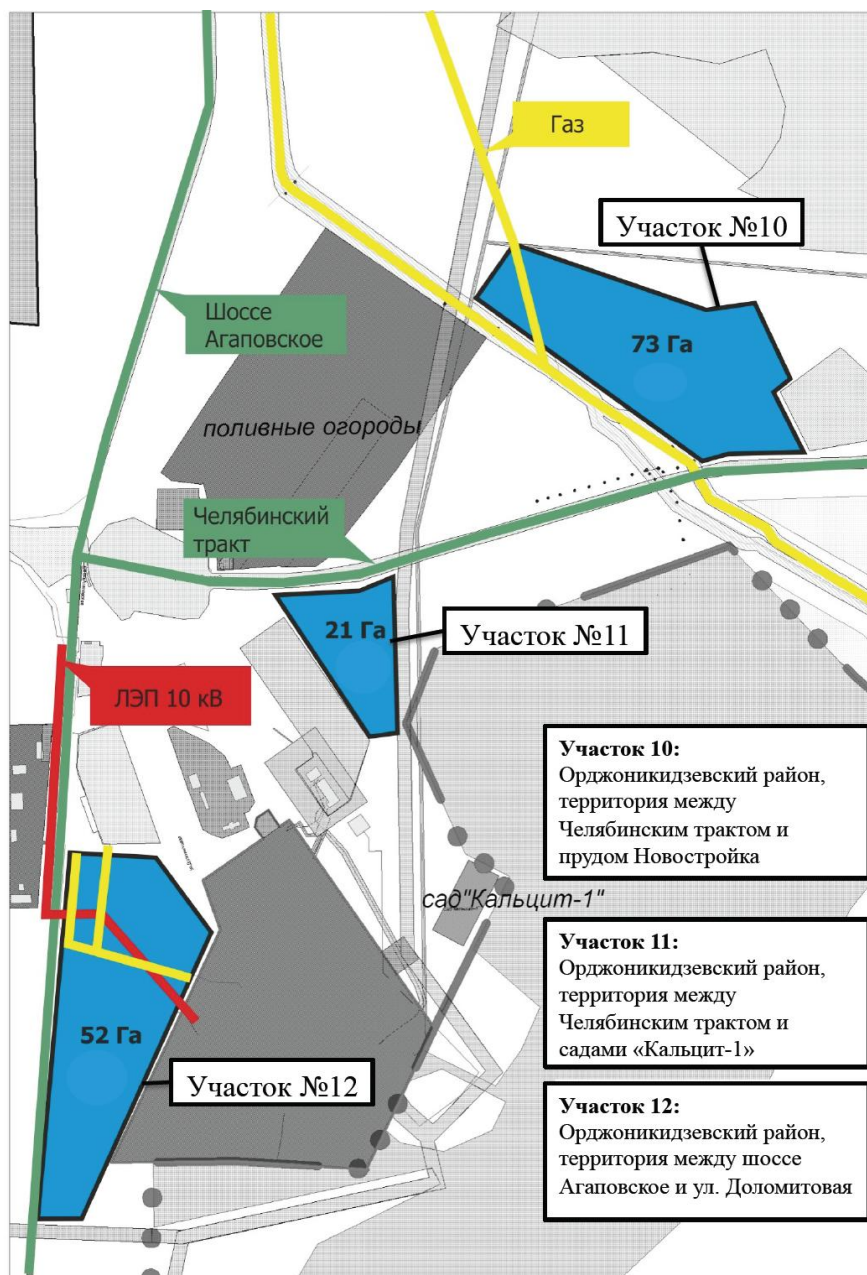 Газ
Участок №10
Шоссе
Агаповское
73 Га
поливные огороды
Челябинский
тракт
21 Га
Участок №11
ЛЭП 10 кВ
Участок 10:
Орджоникидзевский район,
территория между
Челябинским трактом и
прудом Новостройка
сад"Кальцит-1"
Участок 11:
Орджоникидзевский район,
территория между
Челябинским трактом и
садами «Кальцит-1»
52 Га
Участок №12
Участок 12:
Орджоникидзевский район,
территория между шоссе
Агаповское и ул. Доломитовая